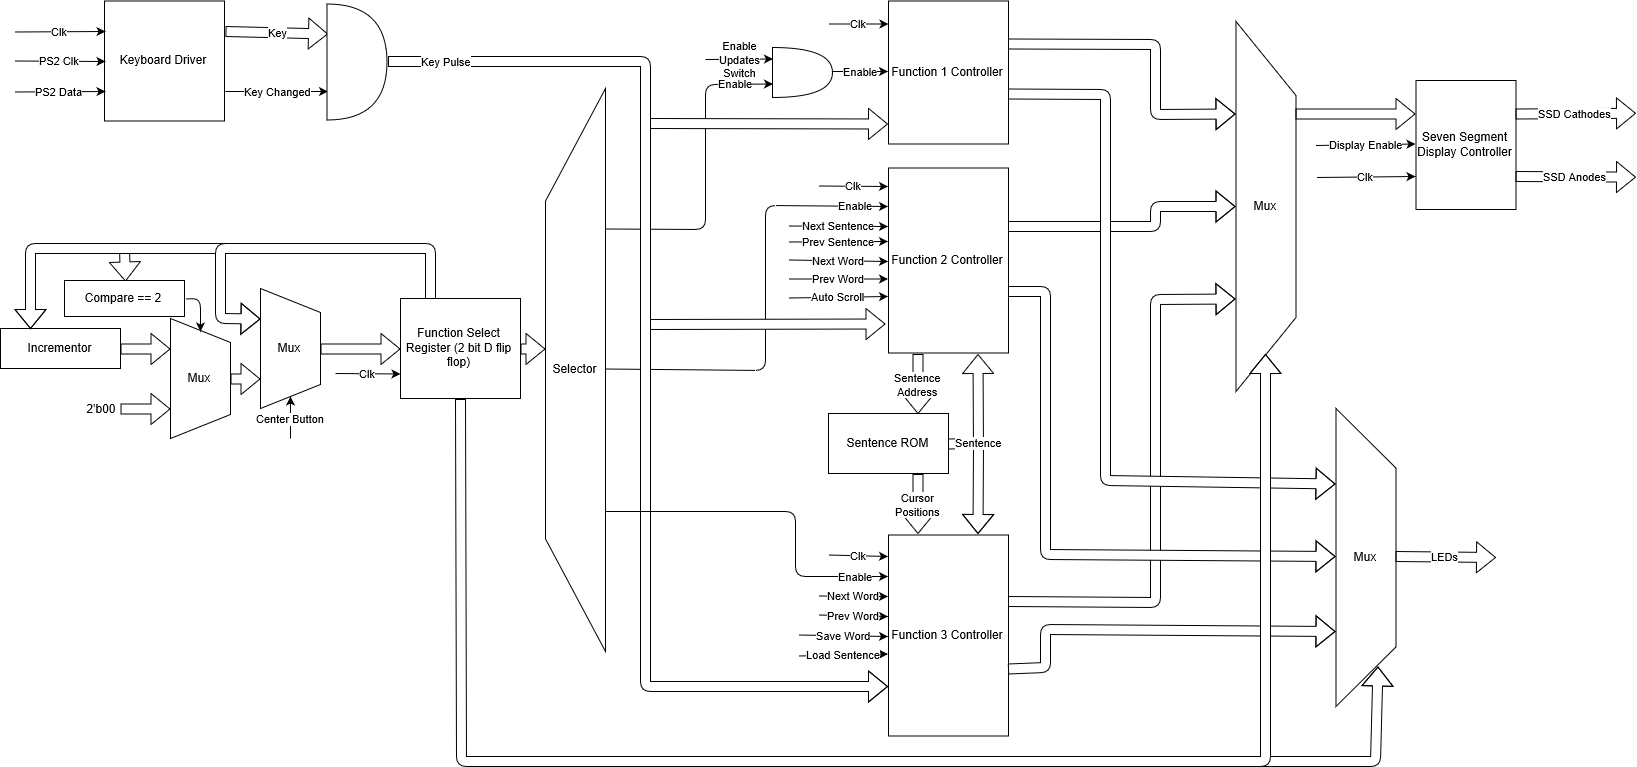 Clk
PS2 Clk
PS2 Data
Keyboard Driver
Key
Key Changed
Key Pulse
Enable
Updates
Switch
Enable
Clk
Enable
Function 1 Controller
Clk
Enable
Next Sentence
Prev Sentence
Next Word
Prev Word
Auto Scroll
Function 2 Controller
Mux
Display Enable
Clk
Seven Segment
Display Controller
SSD Cathodes
SSD Anodes
Compare == 2
Incrementor
2'b00
Mux
Mux
Center Button
Clk
Function Select
Register (2 bit D flip
flop)
Selector
Sentence
Address
Sentence ROM
Sentence
Cursor
Positions
Clk
Enable
Next Word
Prev Word
Save Word
Load Sentence
Function 3 Controller
Mux
LEDs